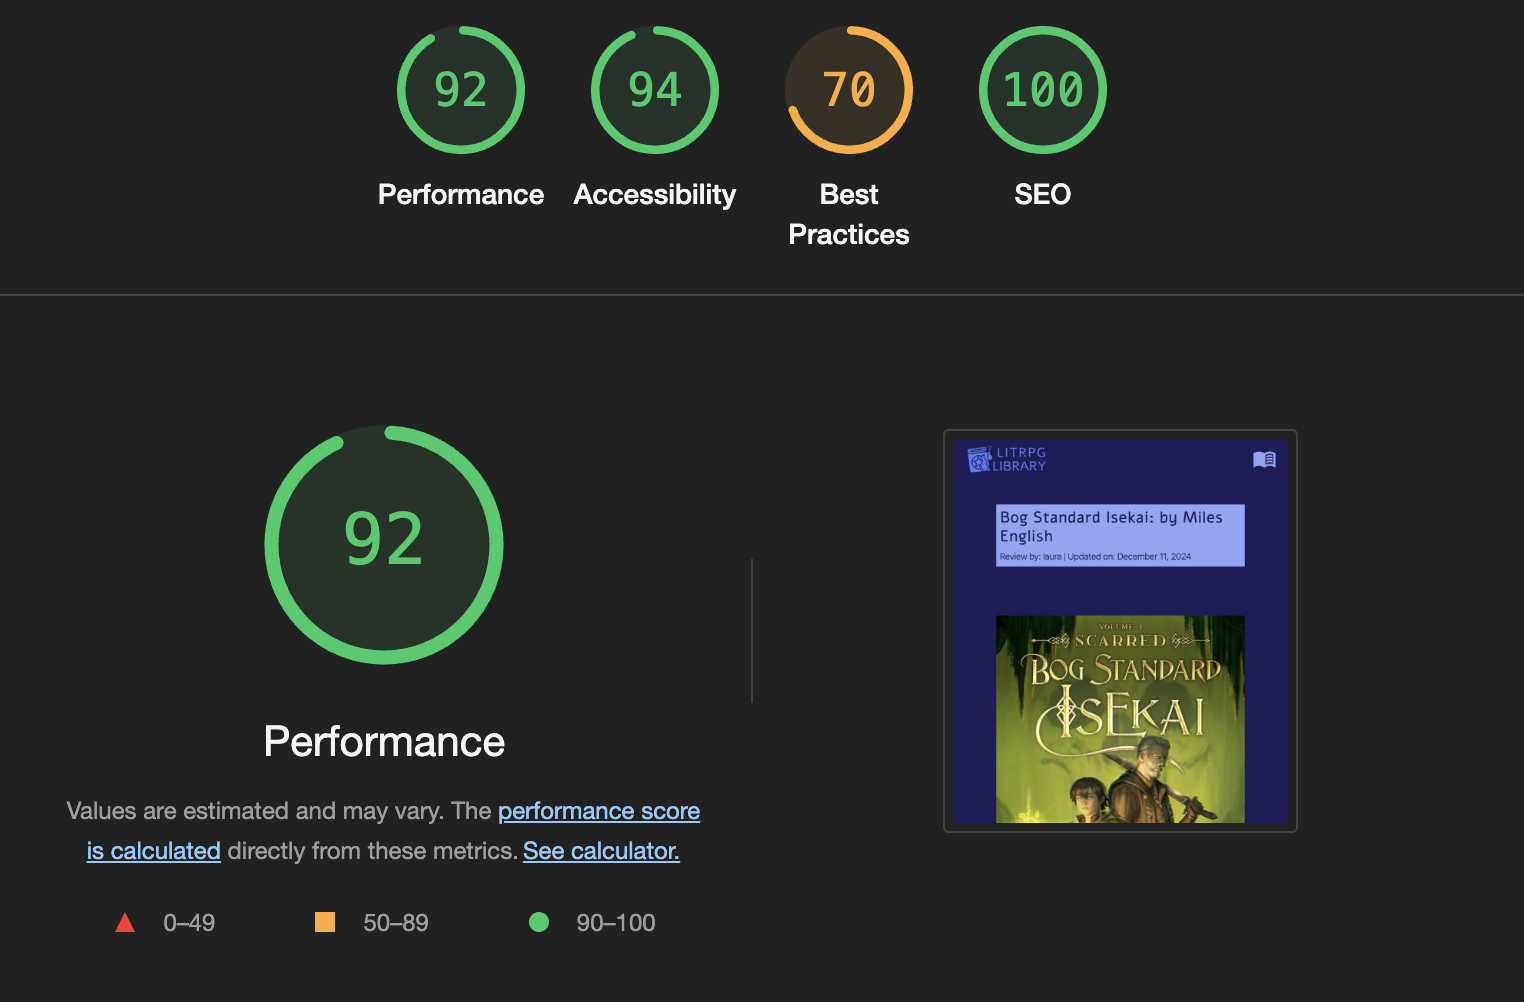 92
94
70
100
Performance
Accessibility
Best
Practices
SEO
92
Performance
Values are estimated and may vary. The performance score
is calculated directly from these metrics. See calculator.
0–49
50–89
90–100
LITRPG
LIBRARY
Bog Standard Isekai: by Miles
English
Review by: laura | Updated on: December 11, 2024
VOLUME 1
SCARRED
BOG STANDARD
ISEKAI